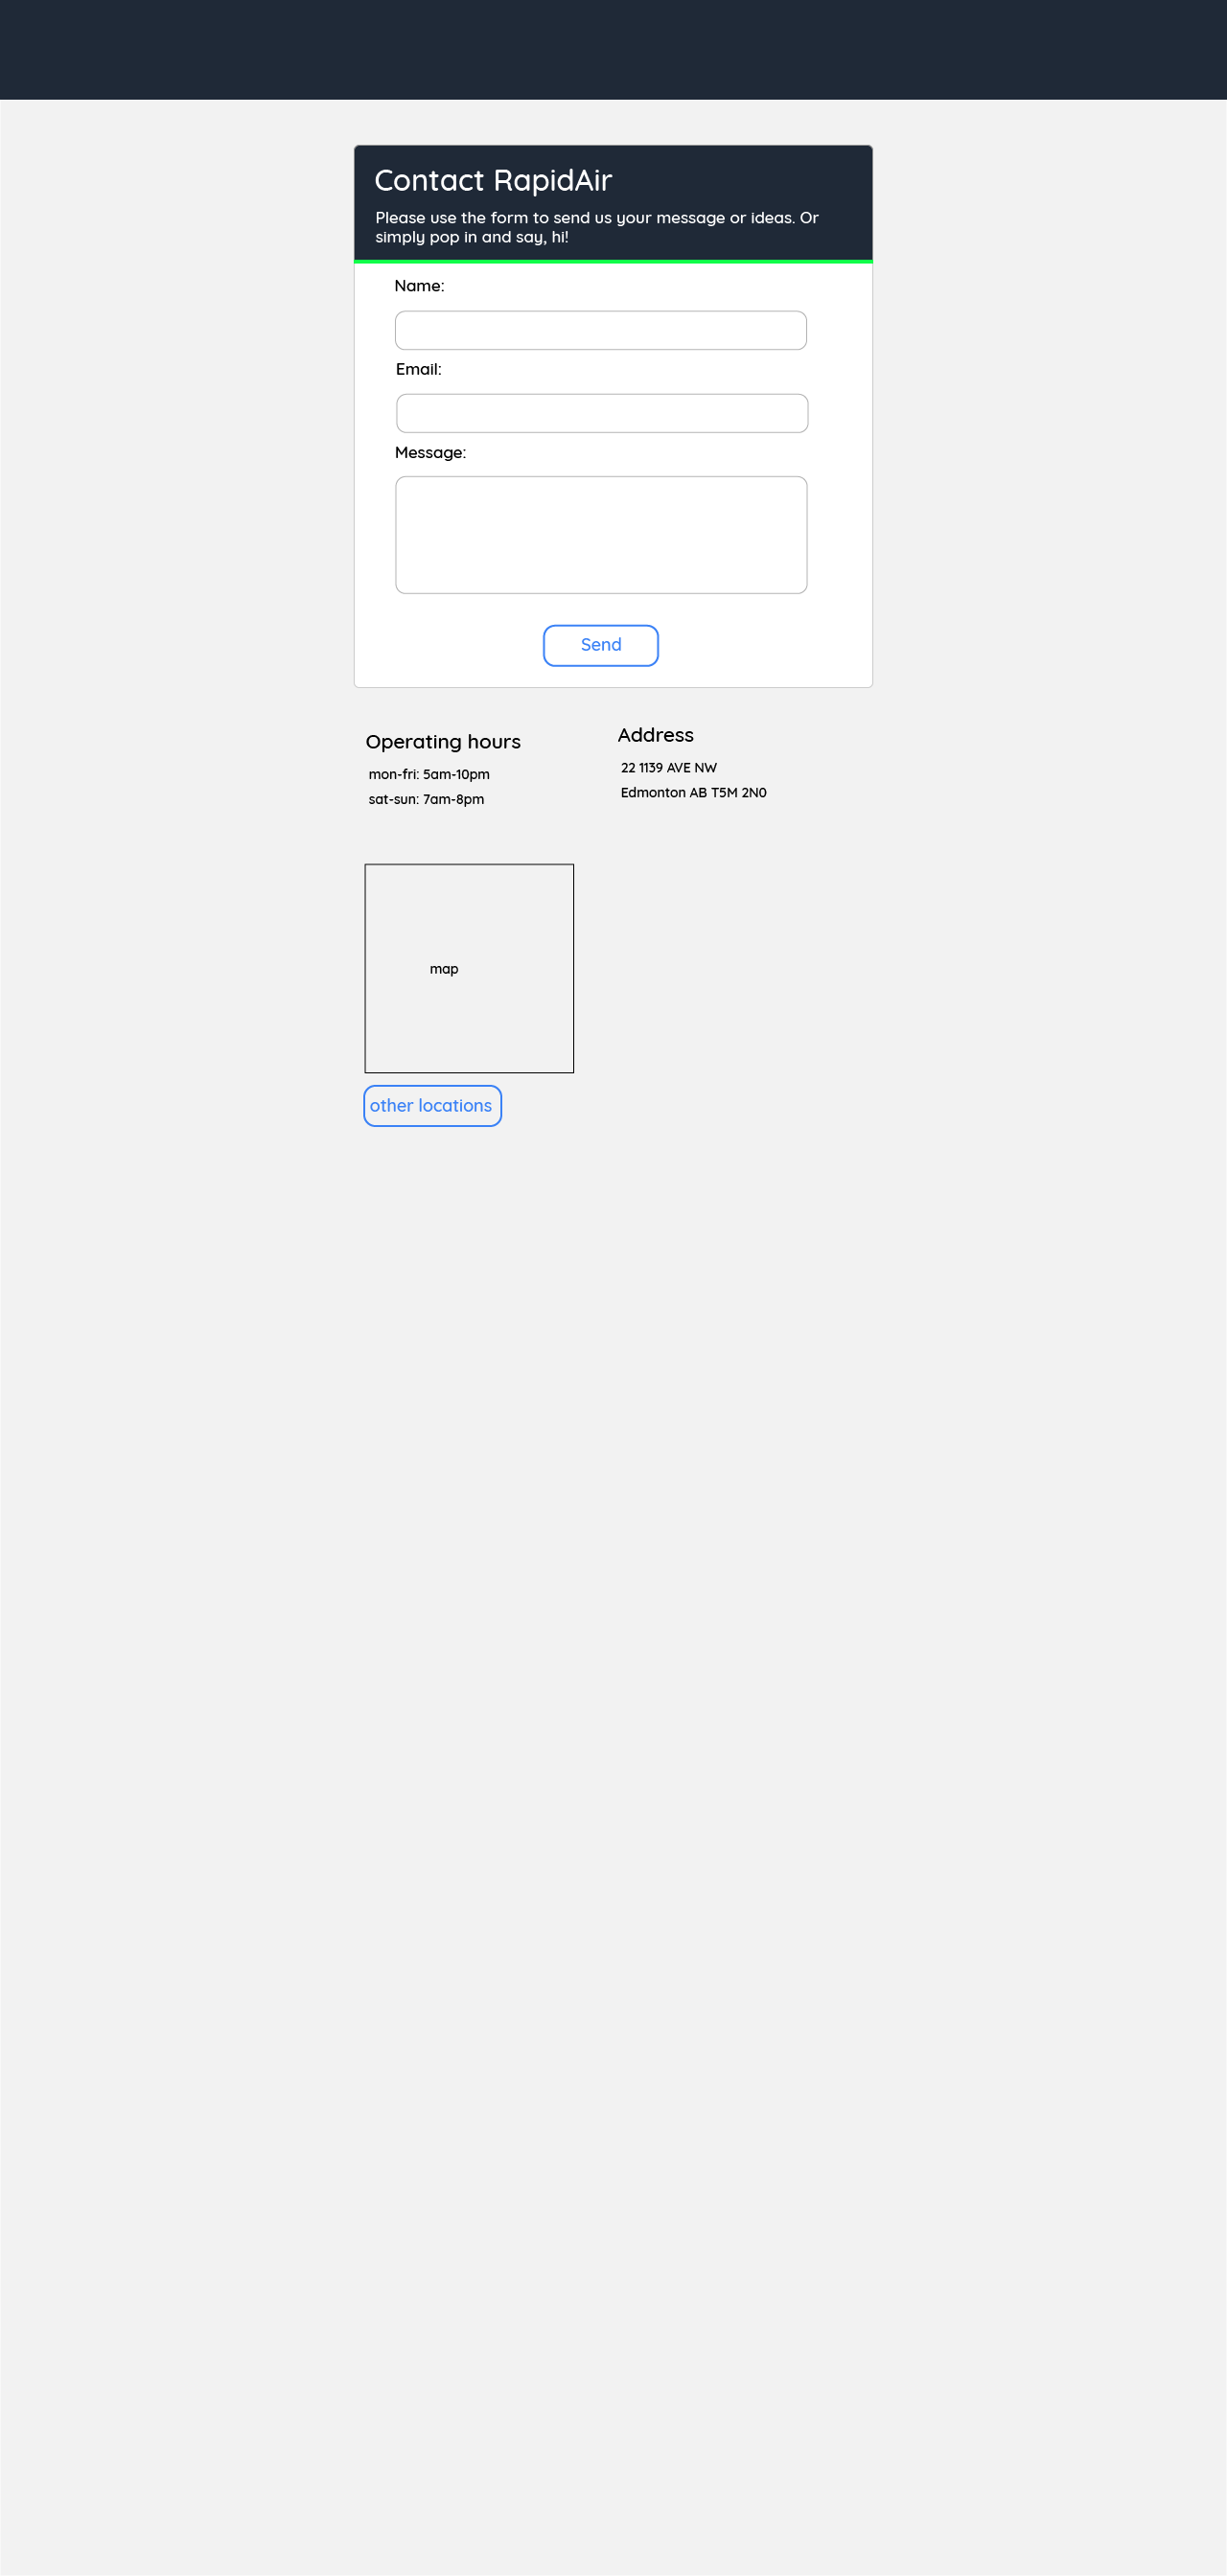 Contact RapidAir
Please use the form to send us your message or ideas. Or
simply pop in and say, hi!
Name:
Email:
Message:
Send
Operating hours
mon-fri: 5am-10pm
sat-sun: 7am-8pm
Address
22 1139 AVE NW
Edmonton AB T5M 2N0
map
other locations